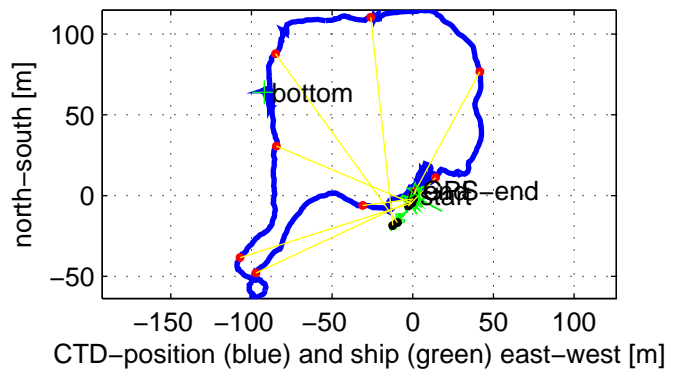 100
50
0
−50
north−south [m]
bottom
GPS−end
end
start
−150
−100
−50
0
50
100
CTD−position (blue) and ship (green) east−west [m]